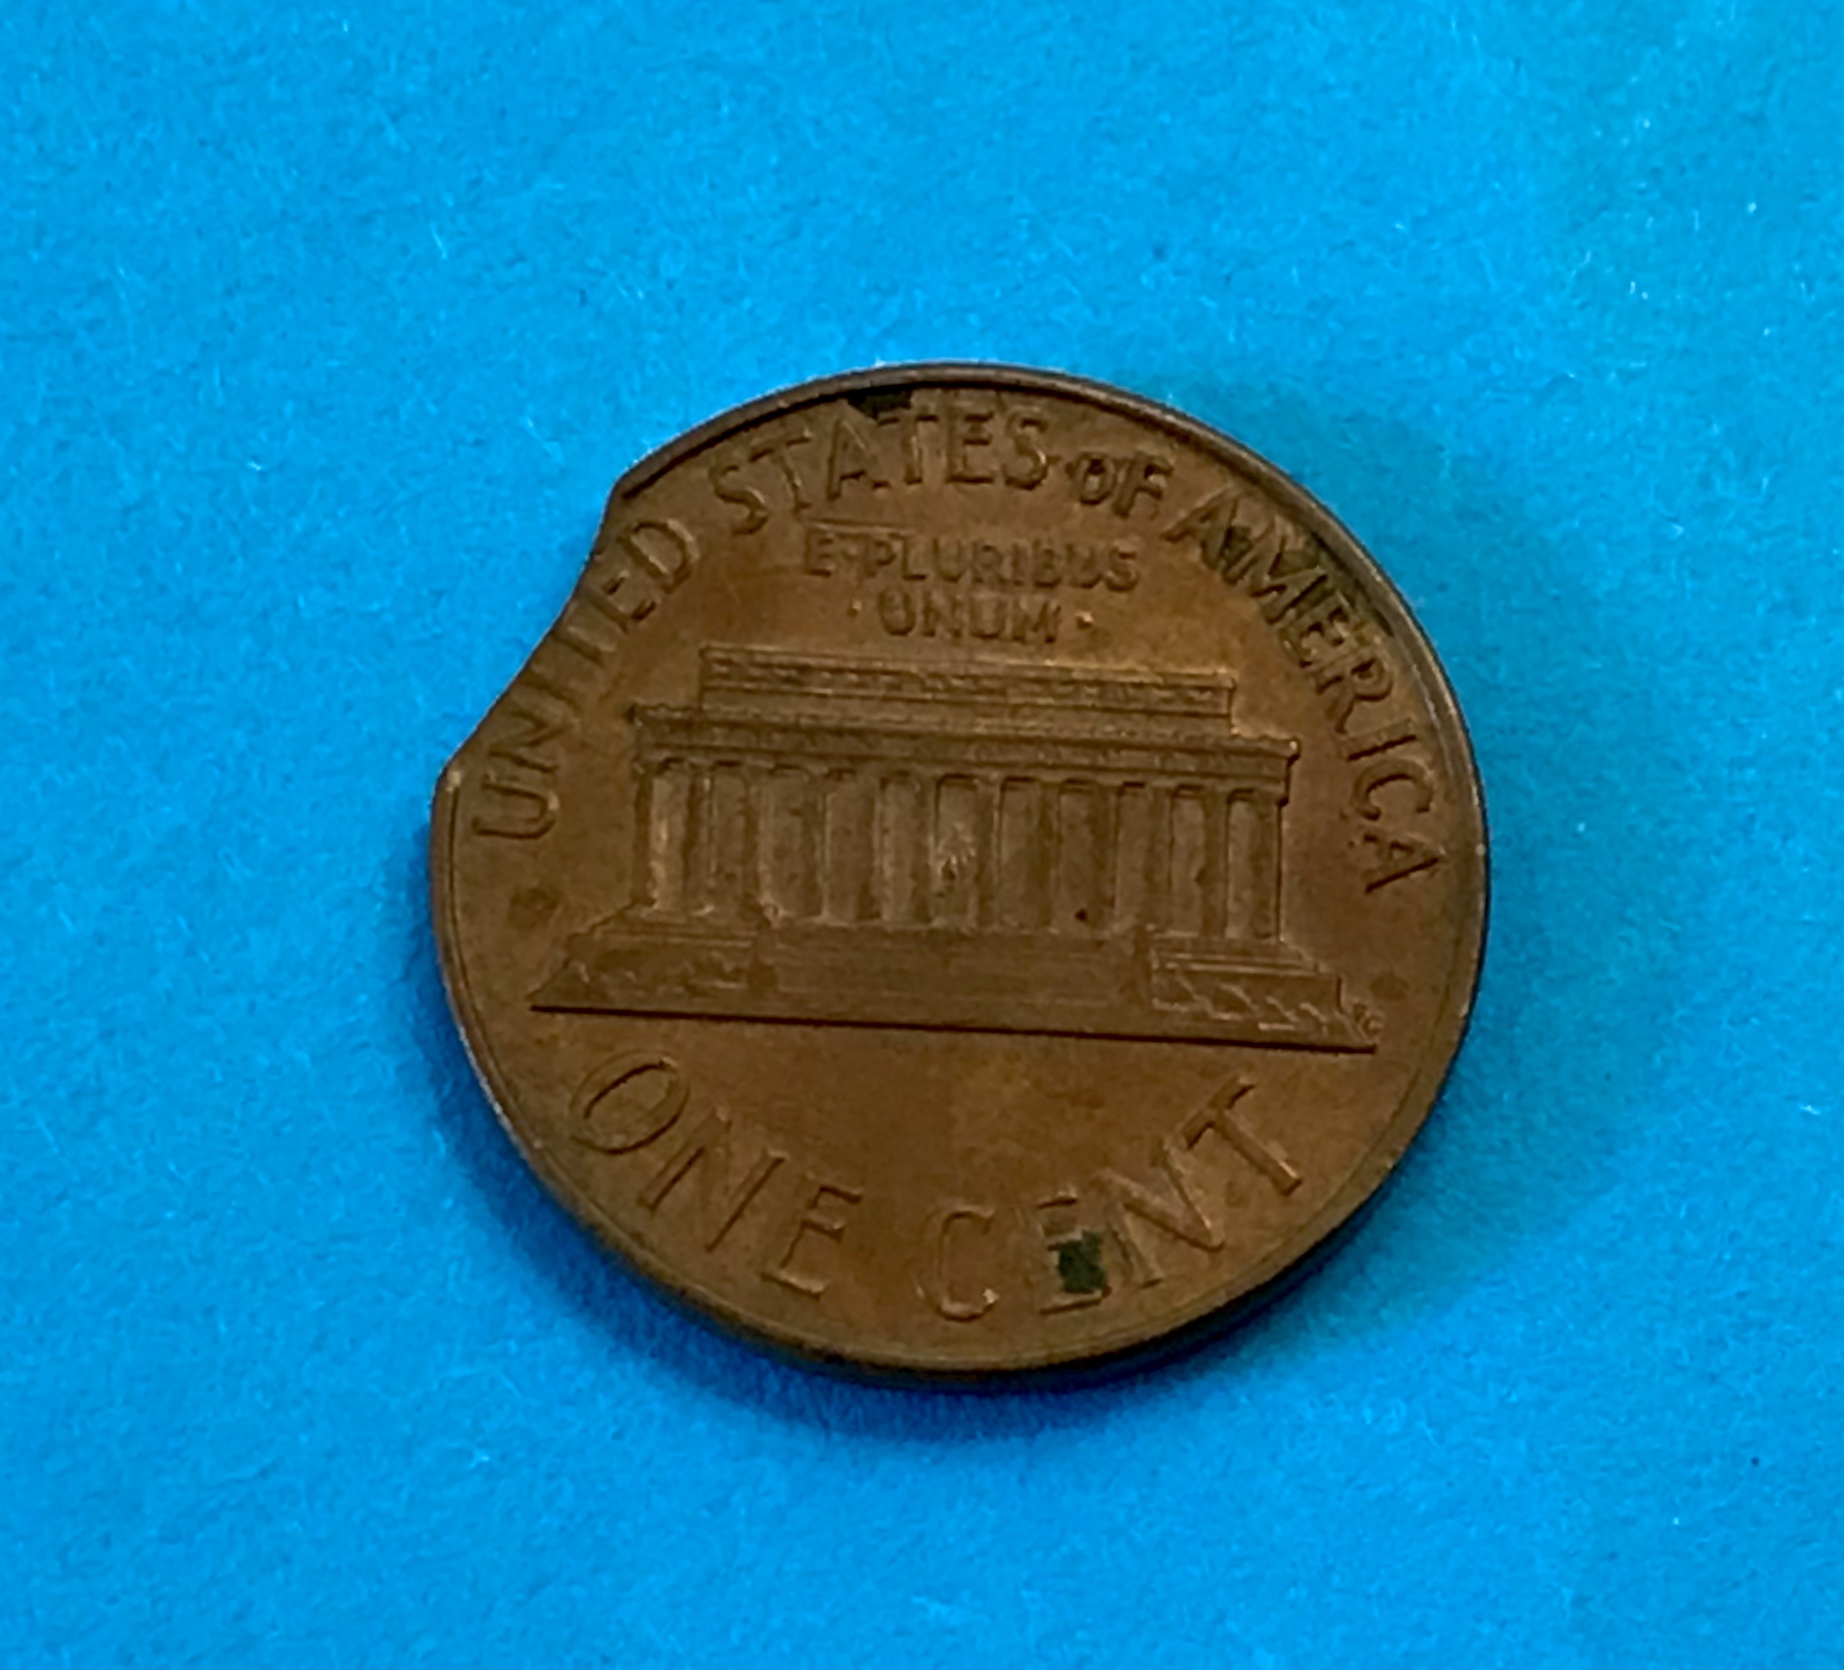 UNITED STATES OF AMERICA
E·PLURIBUS
·UNUM·
ONE CENT